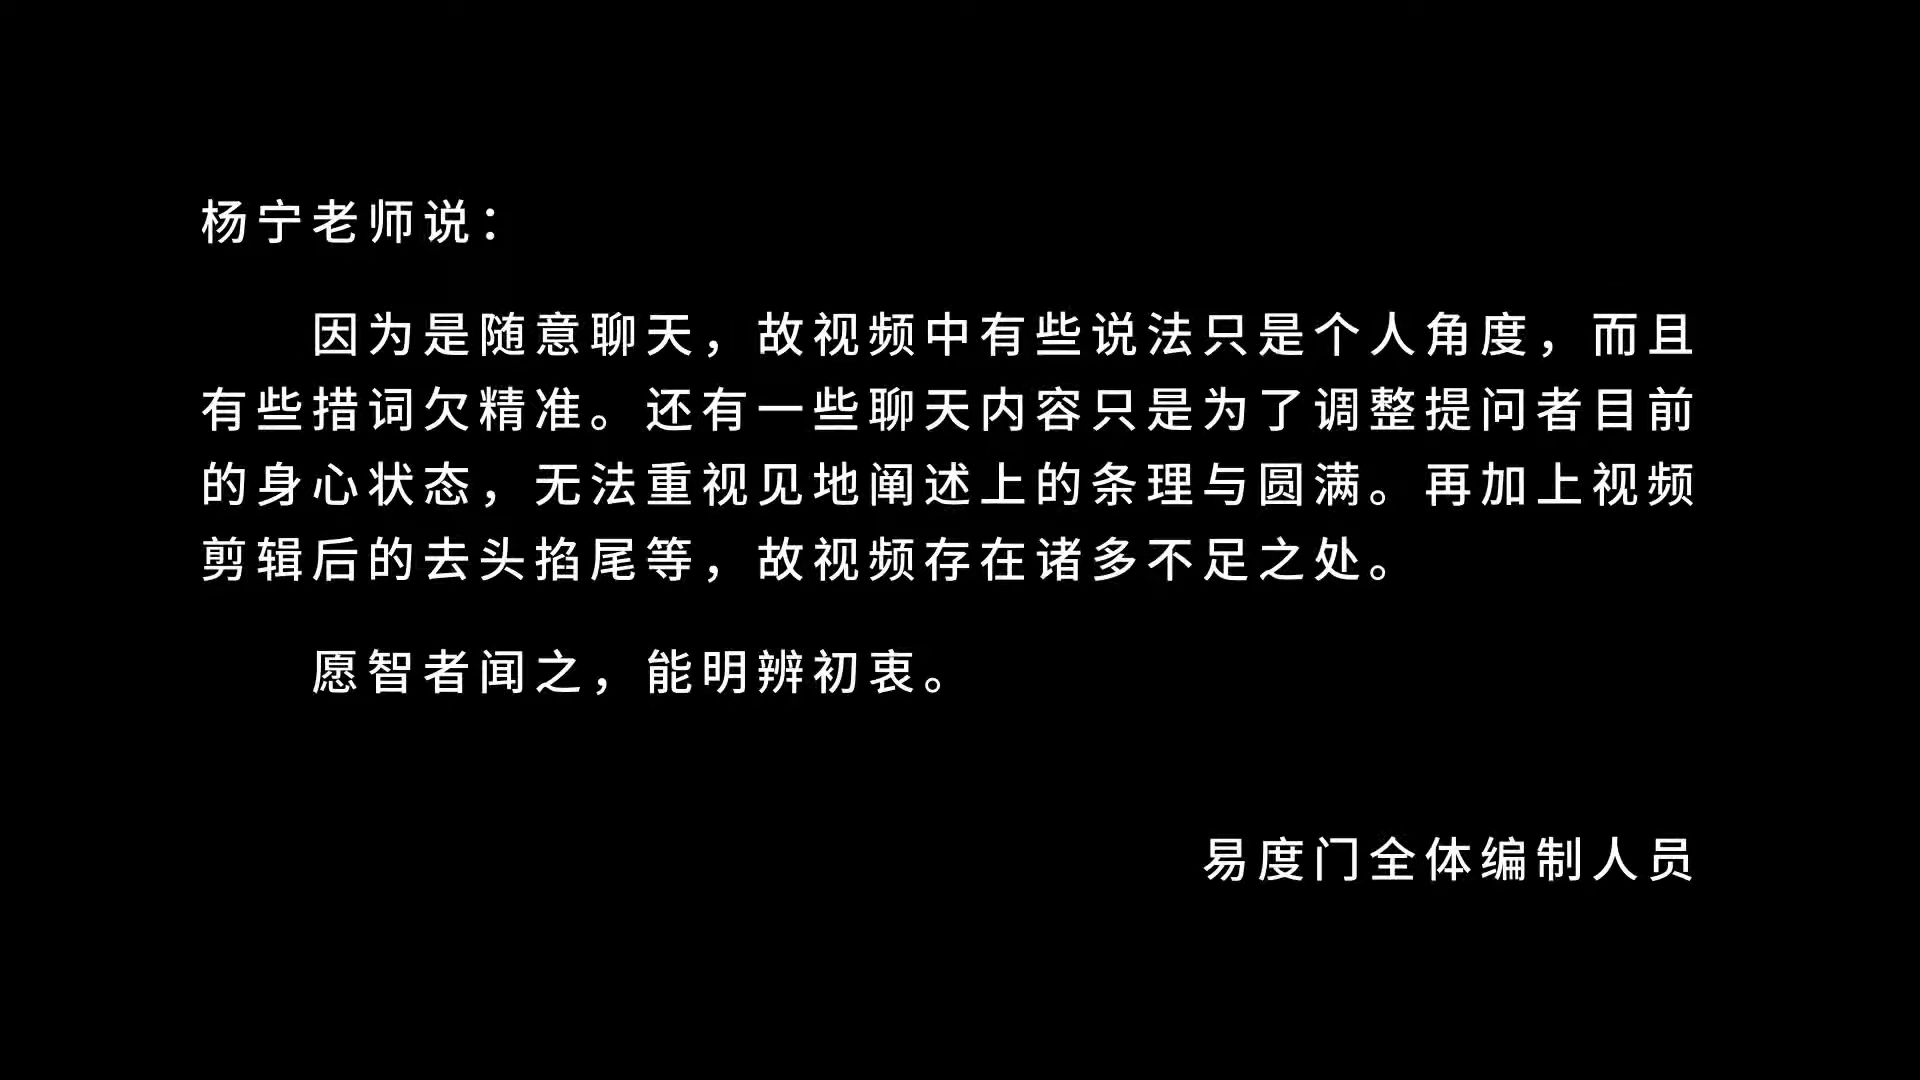 杨宁老师说：
因为是随意聊天，故视频中有些说法只是个人角度，而且
有些措词欠精准。还有一些聊天内容只是为了调整提问者目前
的身心状态，无法重视见地阐述上的条理与圆满。再加上视频
剪辑后的去头掐尾等，故视频存在诸多不足之处。
愿智者闻之，能明辨初衷。
易度门全体编制人员